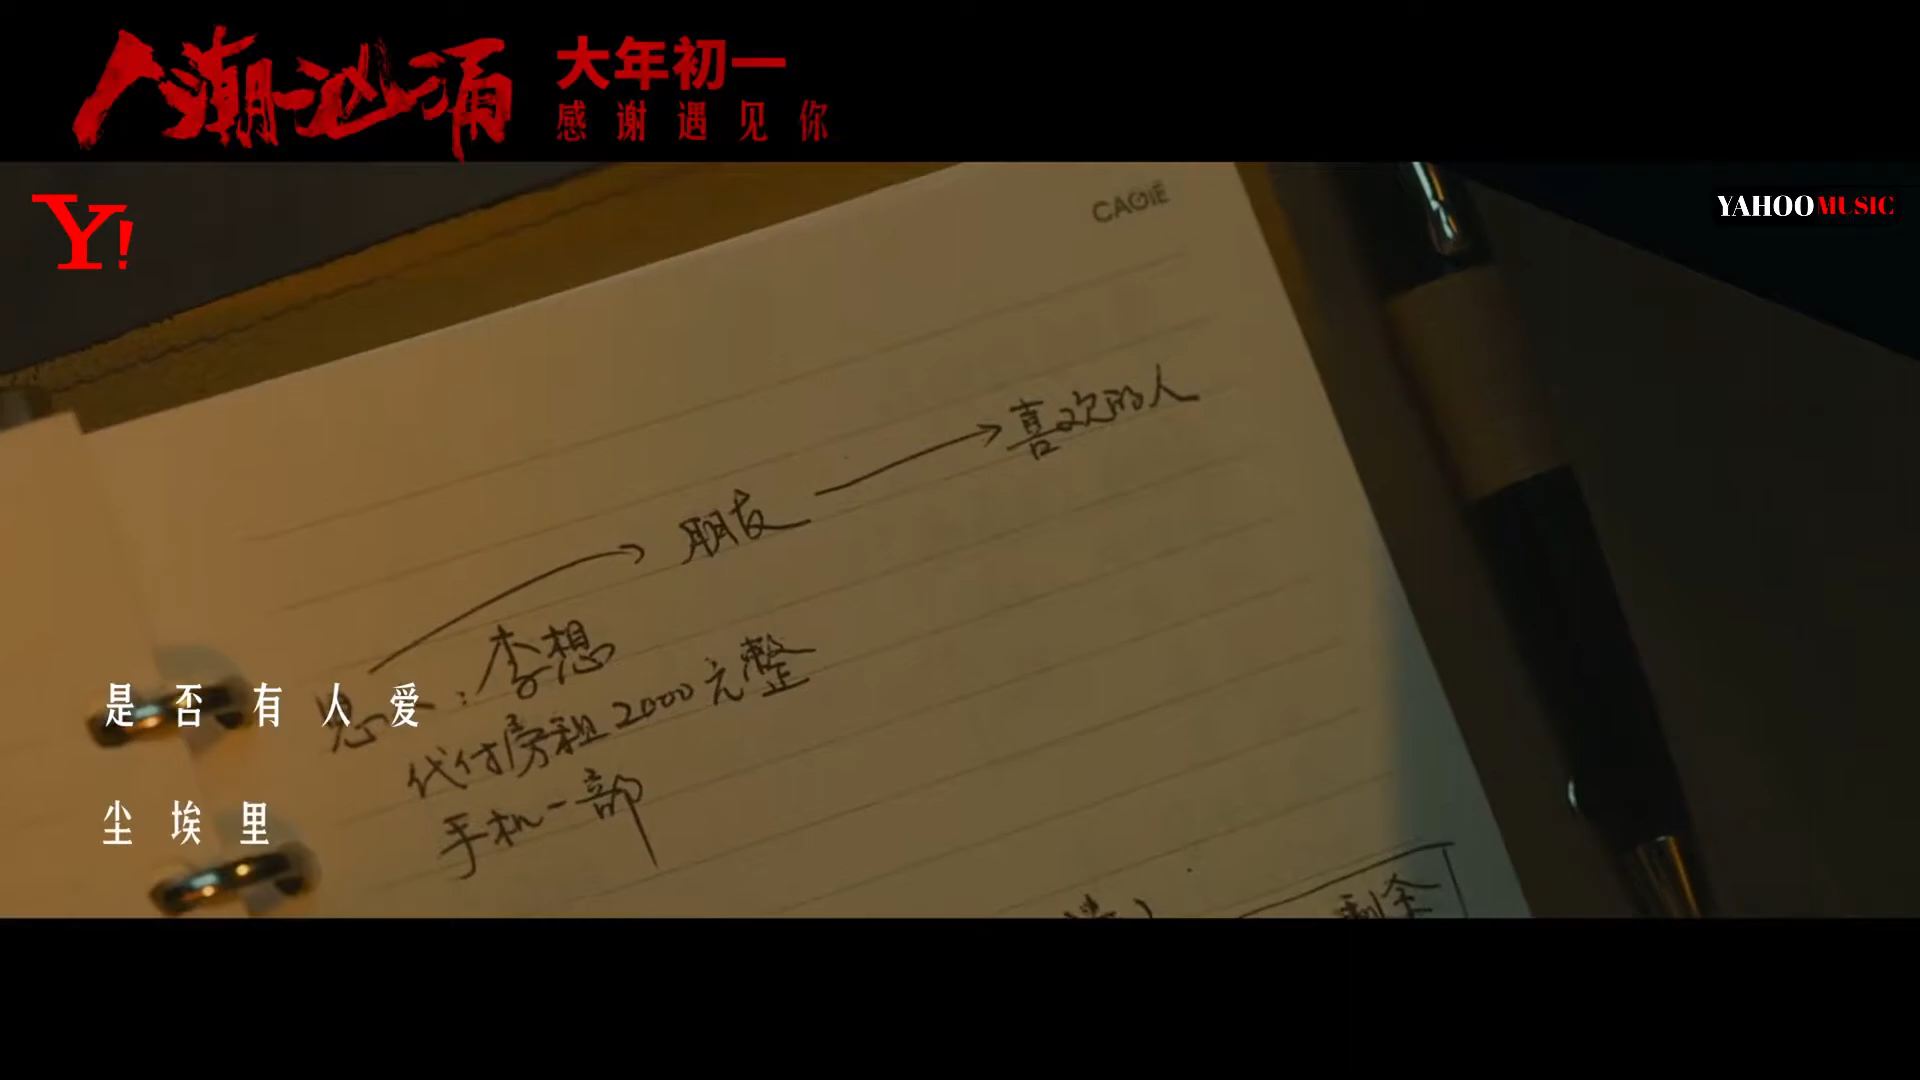 人潮汹涌
大年初一
感谢遇见你
Y!
YAHOO MUSIC
CAGIE
喜欢的人
朋友
恩人：李想
代付房租2000元整
手机一部
剩余
是否有人爱
尘埃里